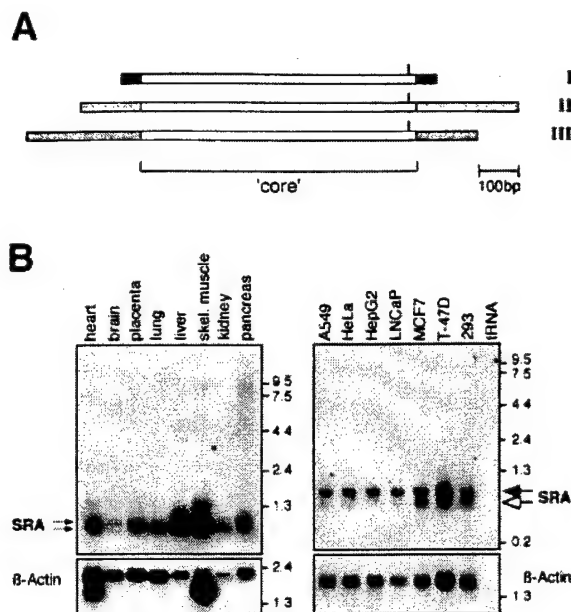 A
I
II
III
'core'
100bp
B
heart
brain
placenta
lung
liver
skel. muscle
kidney
pancreas
9.5
7.5
4.4
2.4
1.3
SRA
ß-Actin
2.4
1.3
A549
HeLa
HepG2
LNCaP
MCF7
T-47D
293
tRNA
9.5
7.5
4.4
2.4
1.3
SRA
0.2
ß-Actin
1.3